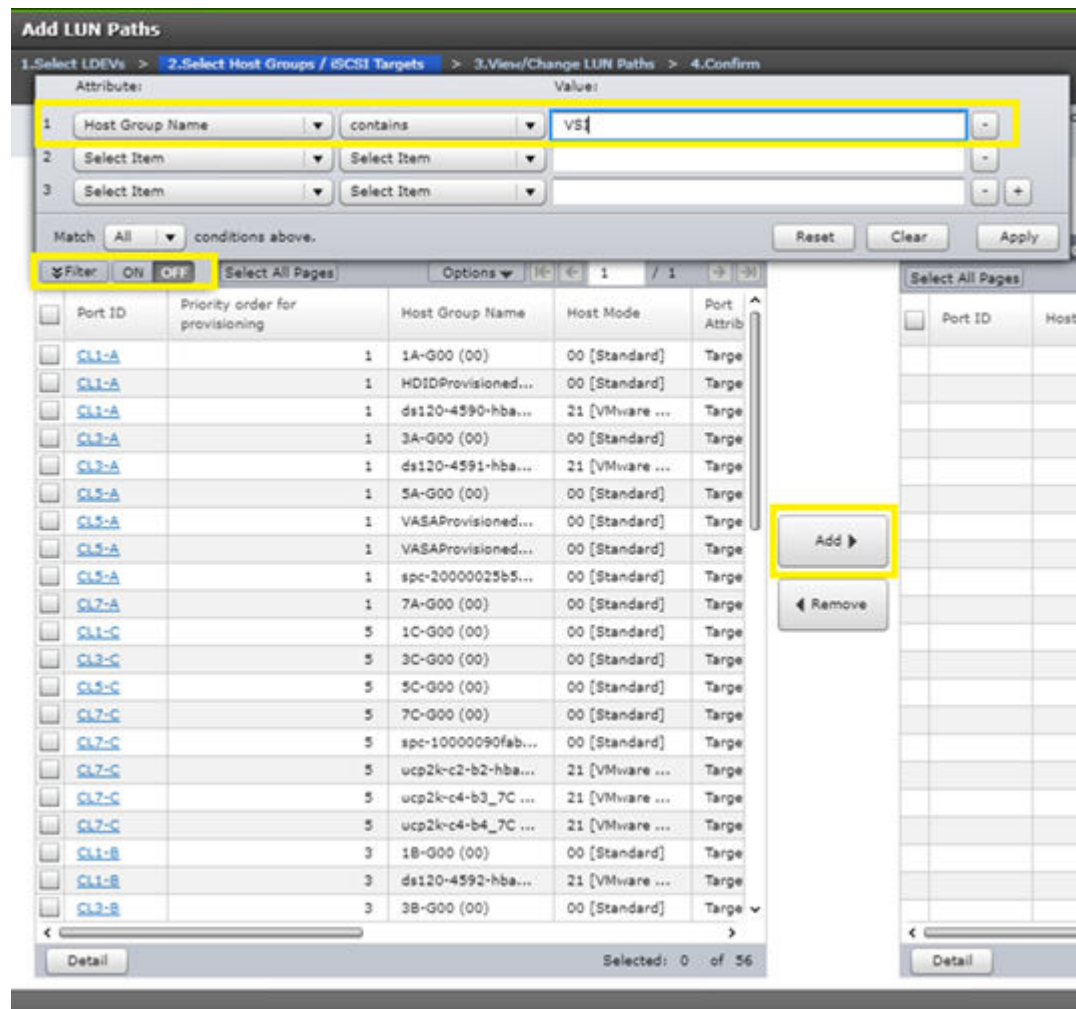 Add LUN Paths
1.Select LDEVs > 2.Select Host Groups / iSCSI Targets > 3.View/Change LUN Paths > 4.Confirm
Attribute: Value:
1 Host Group Name contains VSI -
2 Select Item Select Item -
3 Select Item Select Item - +
Match All conditions above. Reset Clear Apply
Filter ON OFF Select All Pages Options 1 / 1 Select All Pages
Port ID Priority order for provisioning Host Group Name Host Mode Port Attrib Port ID Host
CL1-A 1 1A-G00 (00) 00 [Standard] Targe
CL1-A 1 HDIDProvisioned... 00 [Standard] Targe
CL1-A 1 ds120-4590-hba... 21 [VMware ... Targe
CL3-A 1 3A-G00 (00) 00 [Standard] Targe
CL3-A 1 ds120-4591-hba... 21 [VMware ... Targe
CL5-A 1 5A-G00 (00) 00 [Standard] Targe
CL5-A 1 VASAProvisioned... 00 [Standard] Targe
CL5-A 1 VASAProvisioned... 00 [Standard] Targe
CL5-A 1 spc-20000025b5... 00 [Standard] Targe
CL7-A 1 7A-G00 (00) 00 [Standard] Targe
CL1-C 5 1C-G00 (00) 00 [Standard] Targe
CL3-C 5 3C-G00 (00) 00 [Standard] Targe
CL5-C 5 5C-G00 (00) 00 [Standard] Targe
CL7-C 5 7C-G00 (00) 00 [Standard] Targe
CL7-C 5 spc-10000090fab... 00 [Standard] Targe
CL7-C 5 ucp2k-c2-b2-hba... 21 [VMware ... Targe
CL7-C 5 ucp2k-c4-b3_7C ... 21 [VMware ... Targe
CL7-C 5 ucp2k-c4-b4_7C ... 21 [VMware ... Targe
CL1-B 3 1B-G00 (00) 00 [Standard] Targe
CL1-B 3 ds120-4592-hba... 21 [VMware ... Targe
CL3-B 3 3B-G00 (00) 00 [Standard] Targe
Add
Remove
Detail Selected: 0 of 56 Detail